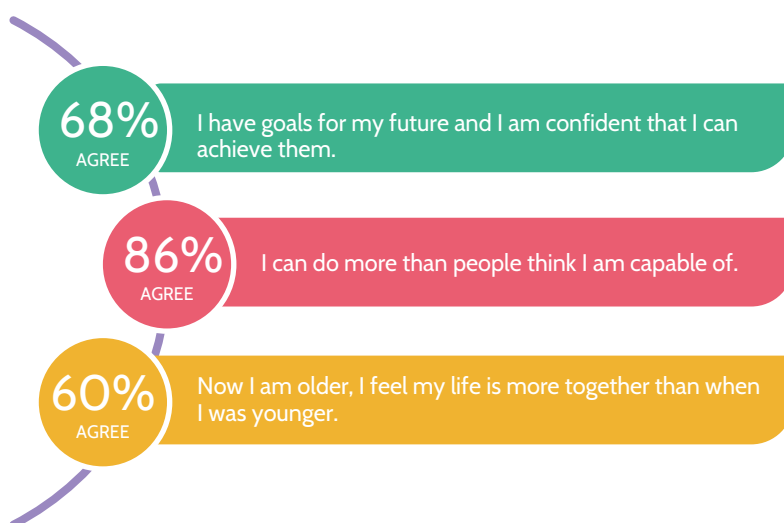 68%
AGREE
I have goals for my future and I am confident that I can
achieve them.
86%
AGREE
I can do more than people think I am capable of.
60%
AGREE
Now I am older, I feel my life is more together than when
I was younger.